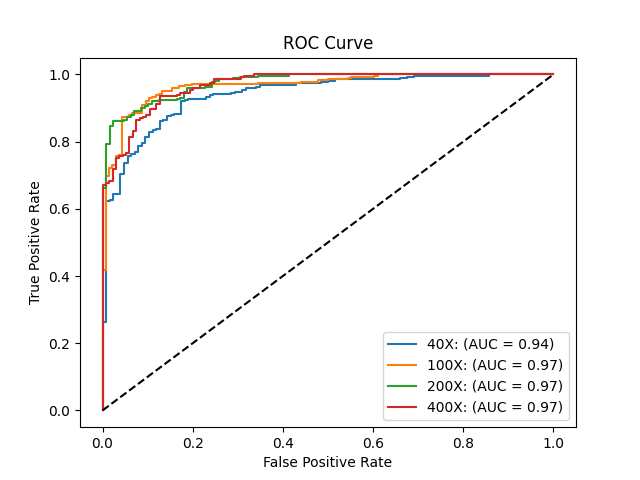 ROC Curve
True Positive Rate
1.0
0.8
0.6
0.4
0.2
0.0
0.0 0.2 0.4 0.6 0.8 1.0
False Positive Rate
40X: (AUC = 0.94)
100X: (AUC = 0.97)
200X: (AUC = 0.97)
400X: (AUC = 0.97)